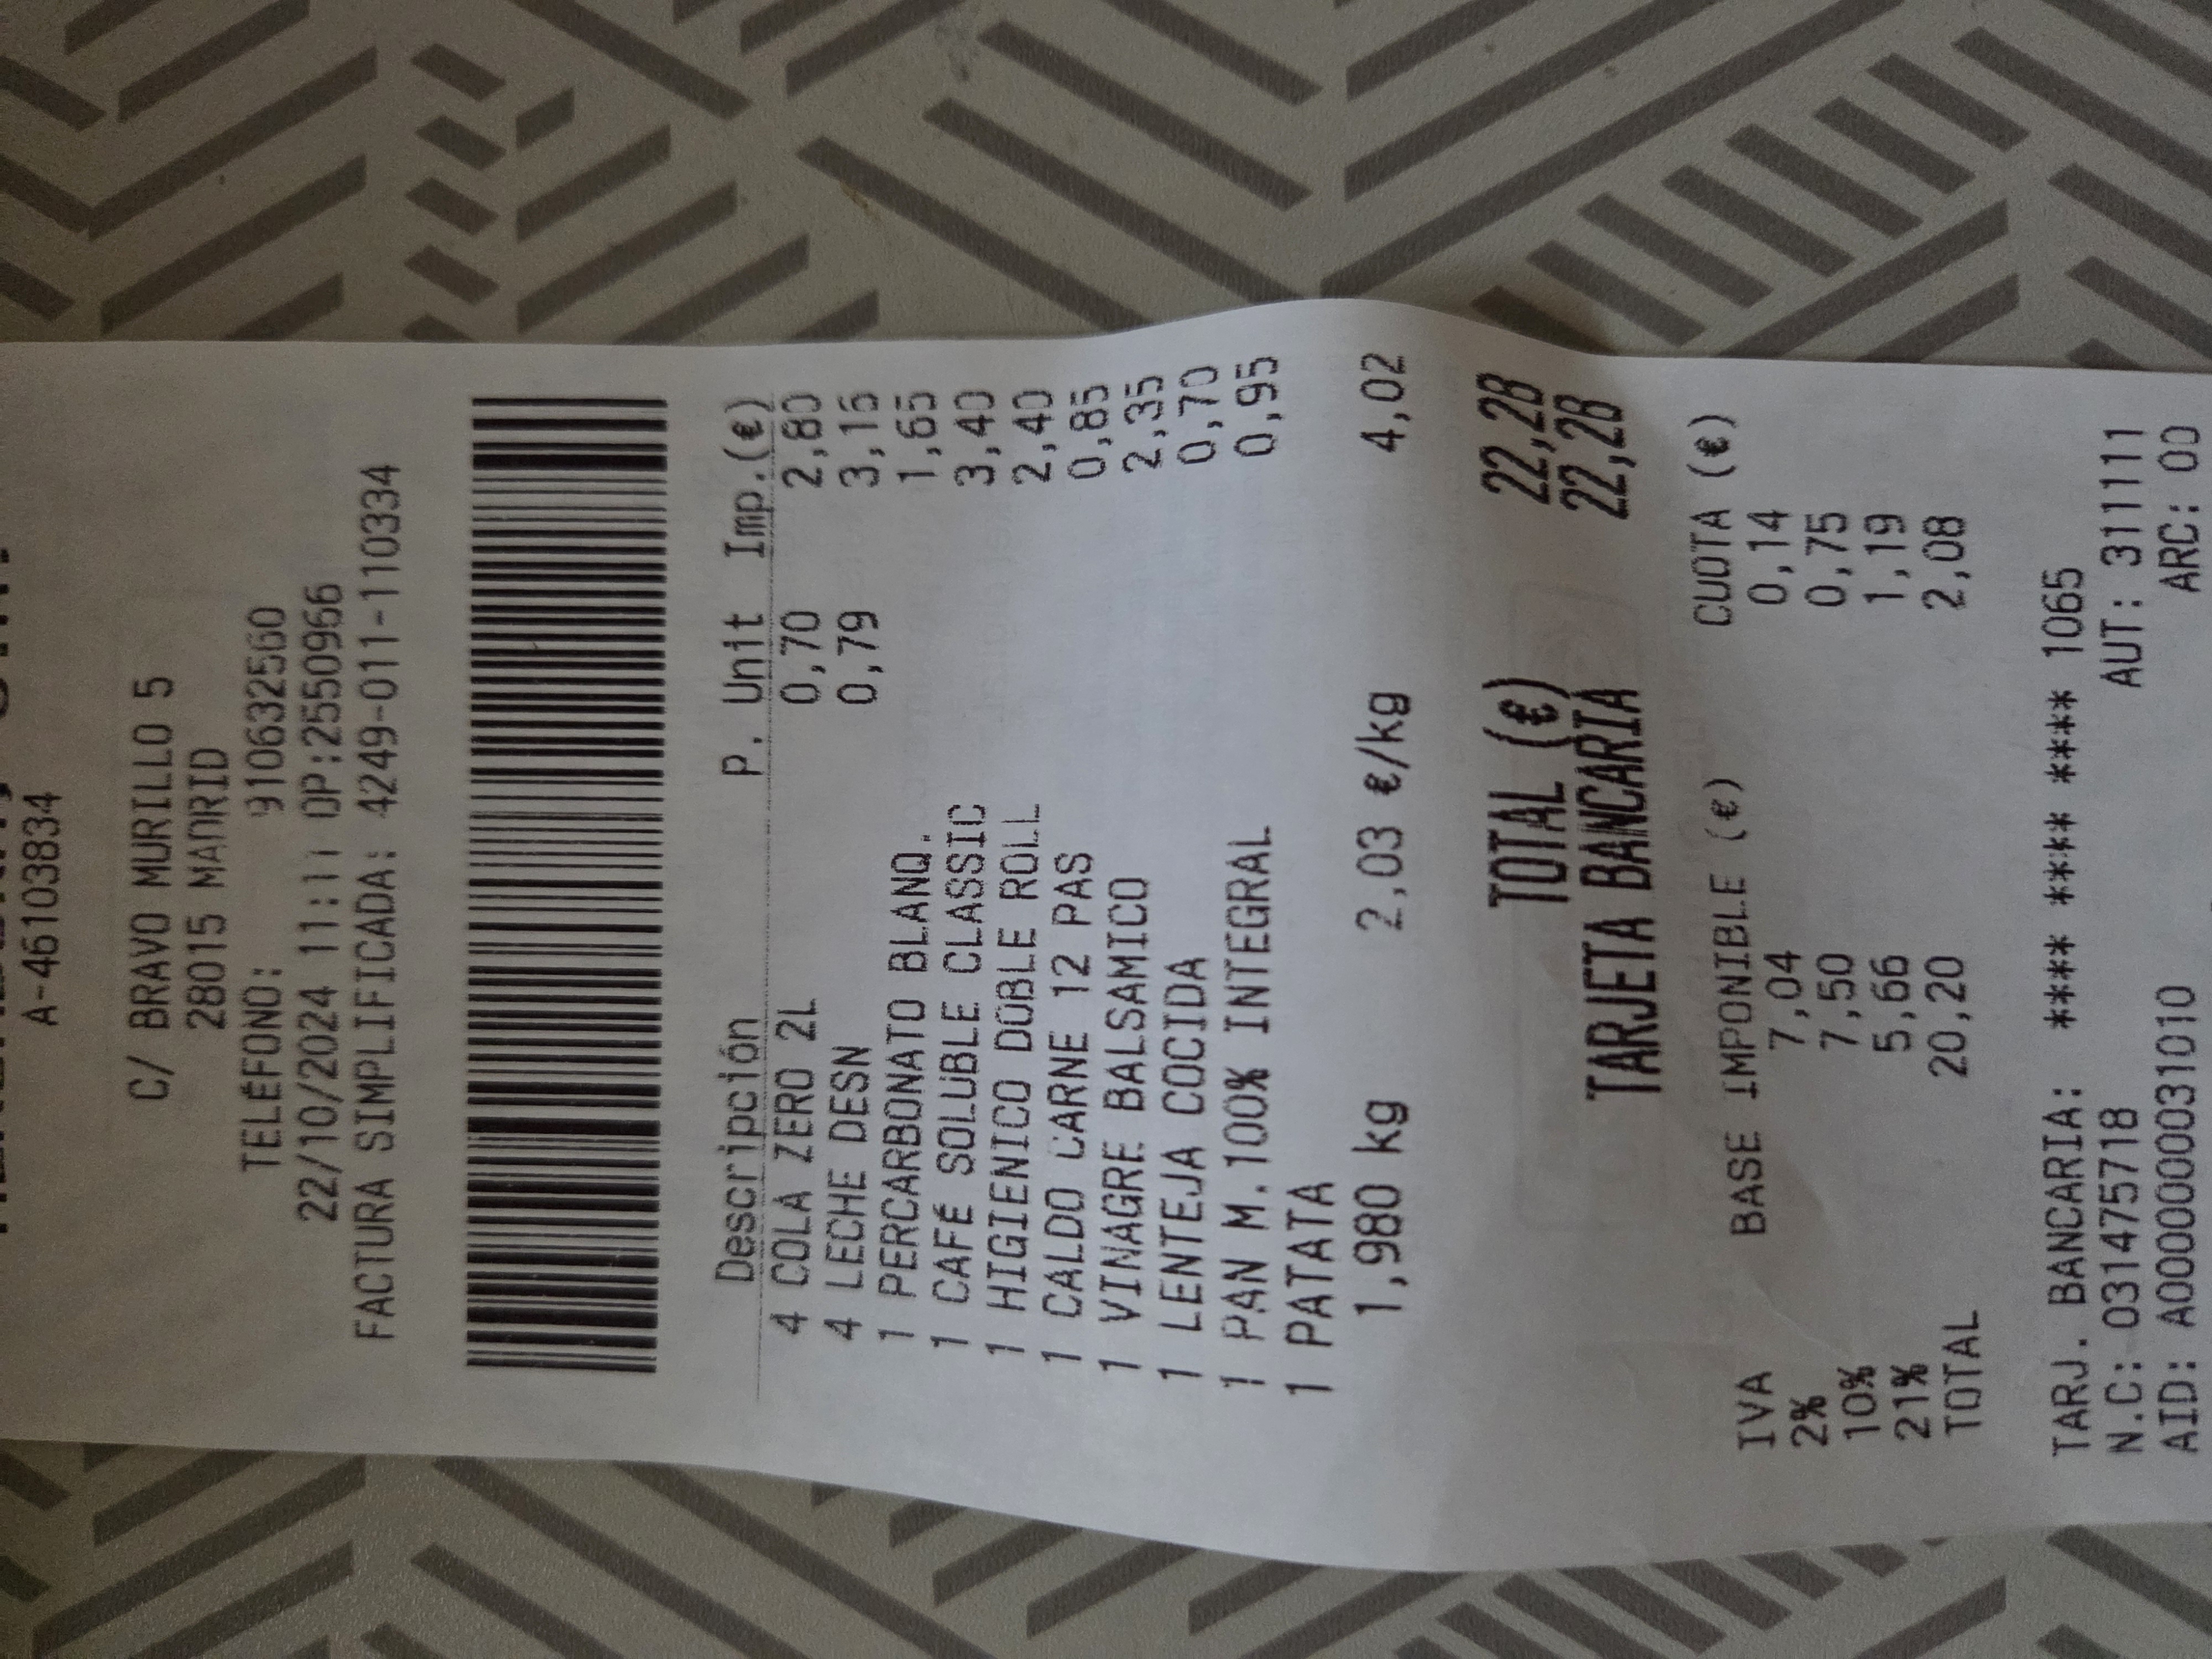 A-46103834
C/ BRAVO MURILLO 5
28015 MADRID
TELÉFONO: 910632560
22/10/2024 11:11 OP:2550966
FACTURA SIMPLIFICADA: 4249-011-110334
Descripción P. Unit Imp.(€)
4 COLA ZERO 2L 0,70 2,80
4 LECHE DESN 0,79 3,16
1 PERCARBONATO BLANQ. 1,65
1 CAFÉ SOLUBLE CLASSIC 3,40
1 HIGIENICO DOBLE ROLL 2,40
1 CALDO CARNE 12 PAS 0,85
1 VINAGRE BALSAMICO 2,35
1 LENTEJA COCIDA 0,70
1 PAN M.100% INTEGRAL 0,95
1 PATATA
1,980 kg 2,03 €/kg 4,02
TOTAL (€) 22,28
TARJETA BANCARIA 22,28
IVA BASE IMPONIBLE (€) CUOTA (€)
2% 7,04 0,14
10% 7,50 0,75
21% 5,66 1,19
TOTAL 20,20 2,08
TARJ. BANCARIA: **** **** **** 1065
N.C: 031475718 AUT: 311111
AID: A0000000031010 ARC: 00